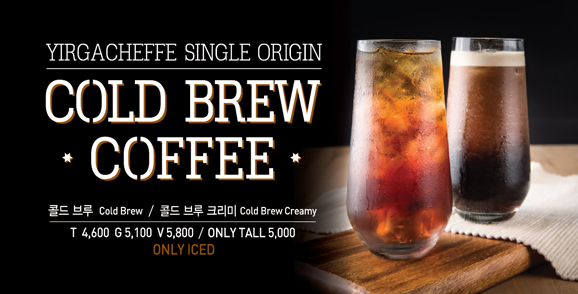 YIRGACHEFFE SINGLE ORIGIN
COLD BREW
COFFEE
콜드 브루 Cold Brew / 콜드 브루 크리미 Cold Brew Creamy
T 4,600 G 5,100 V 5,800 / ONLY TALL 5,000
ONLY ICED